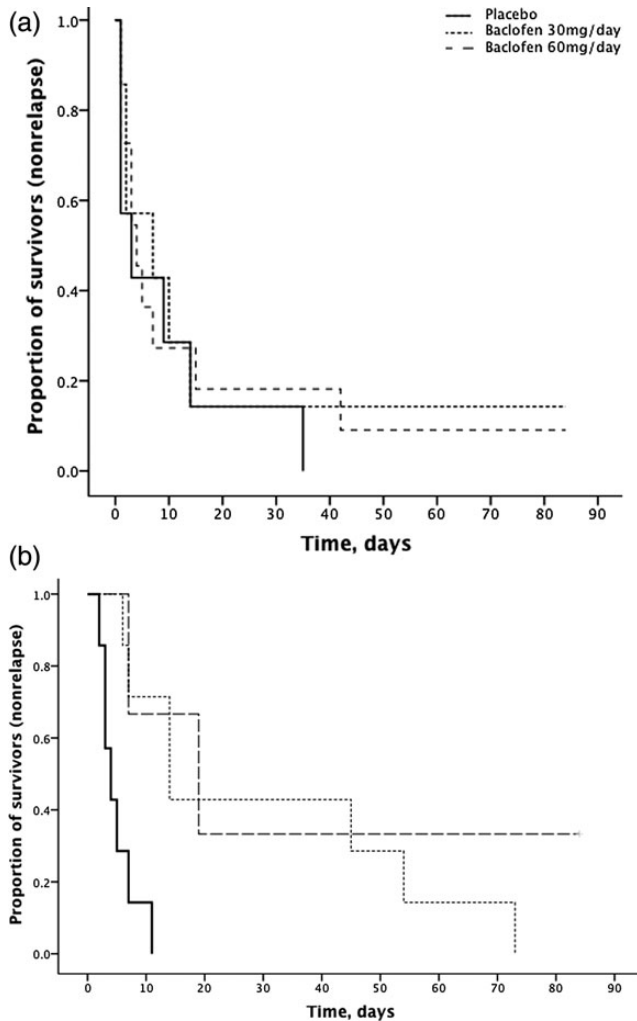 (a)
Placebo
Baclofen 30mg/day
Baclofen 60mg/day
Proportion of survivors (nonrelapse)
1.0
0.8
0.6
0.4
0.2
0.0
0 10 20 30 40 50 60 70 80 90
Time, days
(b)
Proportion of survivors (nonrelapse)
1.0
0.8
0.6
0.4
0.2
0.0
0 10 20 30 40 50 60 70 80 90
Time, days